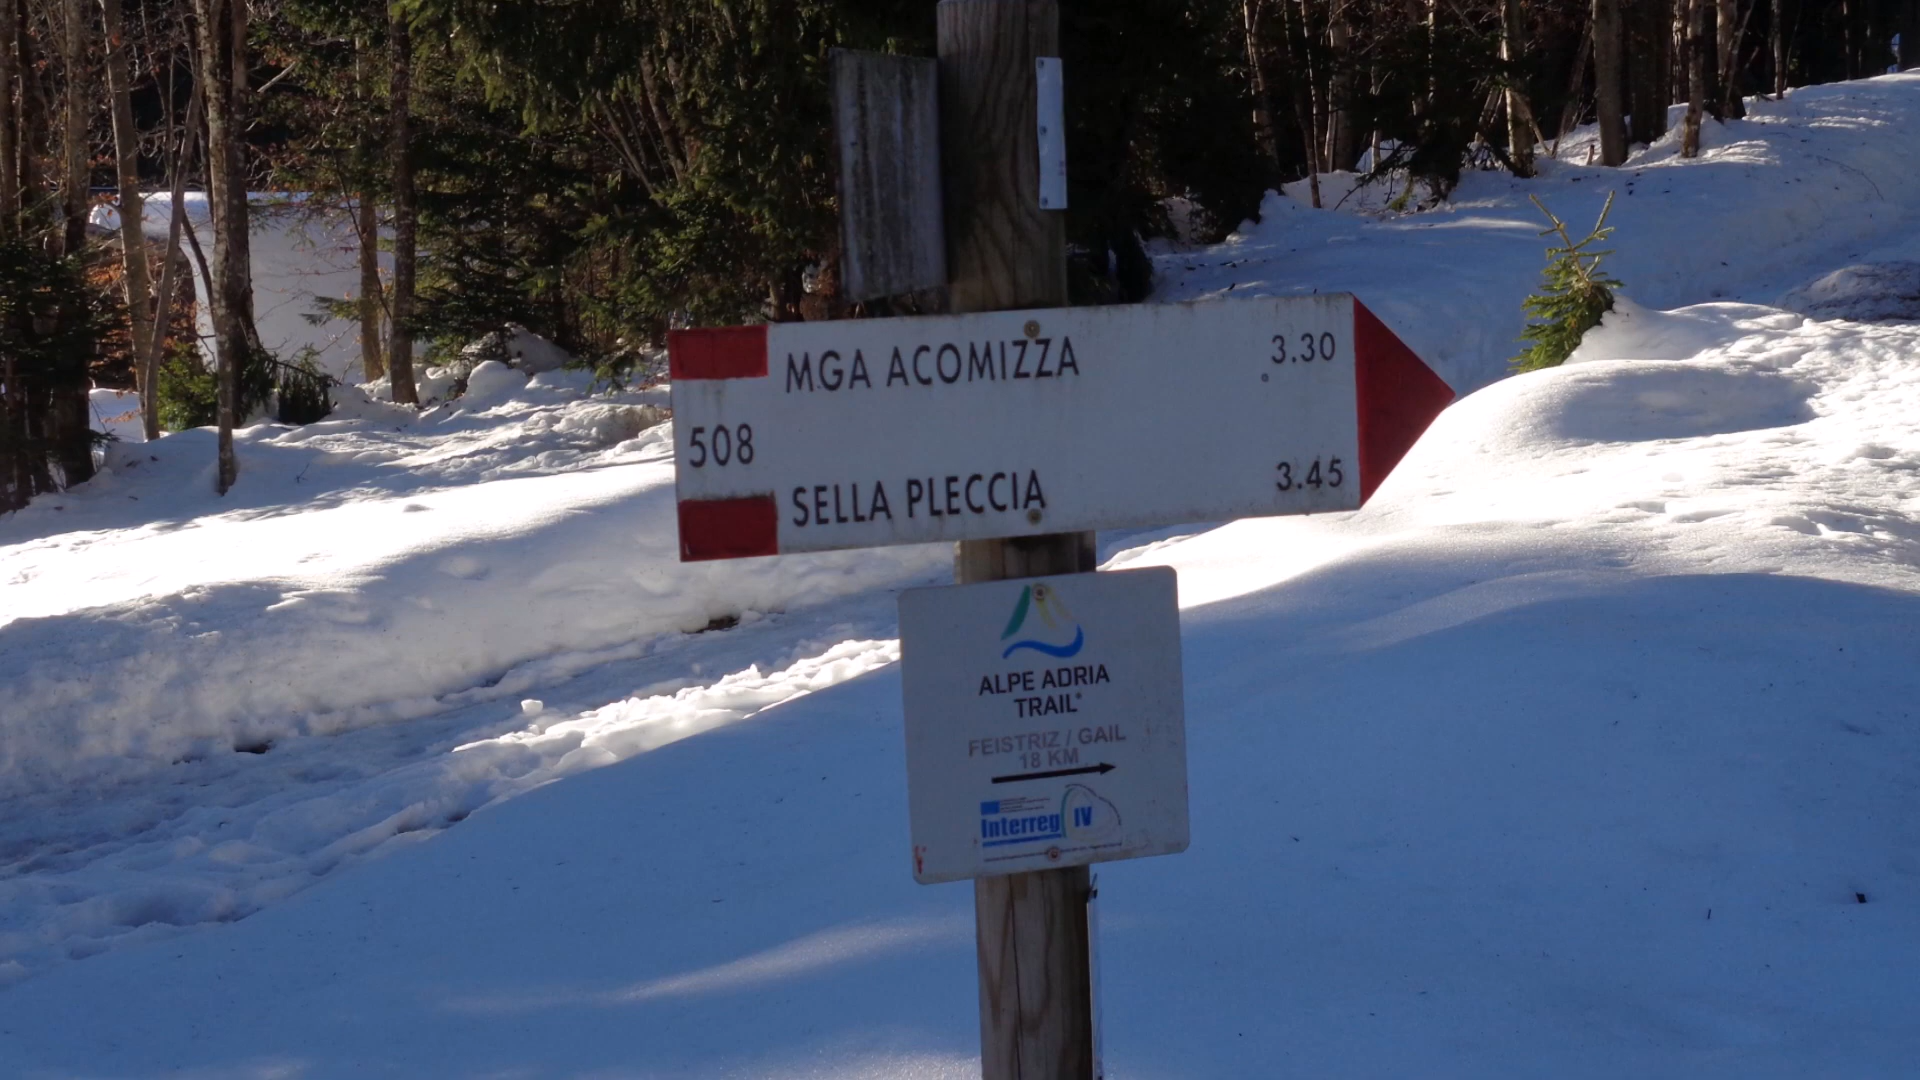 MGA ACOMIZZA 3.30
508
SELLA PLECCIA 3.45
ALPE ADRIA
TRAIL®
FEISTRIZ / GAIL
18 KM
Interreg IV